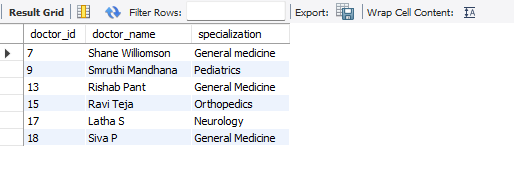 Result Grid Filter Rows: Export: Wrap Cell Content:
doctor_id doctor_name specialization
7 Shane Williomson General medicine
9 Smruthi Mandhana Pediatrics
13 Rishab Pant General Medicine
15 Ravi Teja Orthopedics
17 Latha S Neurology
18 Siva P General Medicine